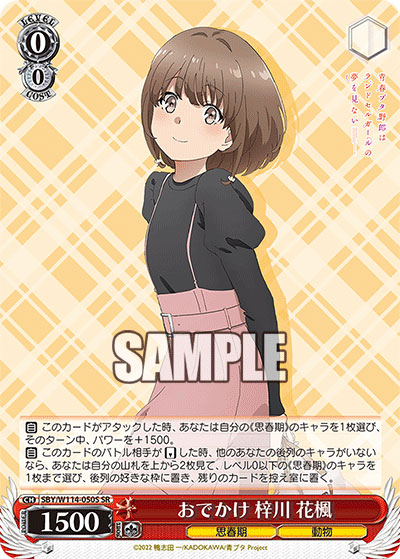 LEVEL
0
0
COST
青春ブタ野郎は
ランドセルガールの
夢を見ない
SAMPLE
自 このカードがアタックした時、あなたは自分の《思春期》のキャラを1枚選び、
そのターン中、パワーを+1500。
自 このカードのバトル相手が した時、他のあなたの後列のキャラがいない
なら、あなたは自分の山札を上から2枚見て、レベル0以下の《思春期》のキャラを
1枚まで選び、後列の好きな枠に置き、残りのカードを控え室に置く。
CH SBY/W114-050S SR
1500
おでかけ 梓川 花楓
思春期
動物
©2022 鴨志田 一/KADOKAWA/青ブタ Project